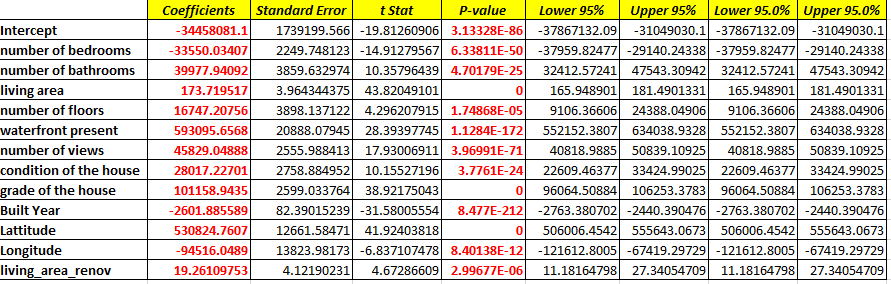 Coefficients Standard Error t Stat P-value Lower 95% Upper 95% Lower 95.0% Upper 95.0%
Intercept -34458081.1 1739199.566 -19.81260906 3.13328E-86 -37867132.09 -31049030.1 -37867132.09 -31049030.1
number of bedrooms -33550.03407 2249.748123 -14.91279567 6.33811E-50 -37959.82477 -29140.24338 -37959.82477 -29140.24338
number of bathrooms 39977.94092 3859.632974 10.35796439 4.70179E-25 32412.57241 47543.30942 32412.57241 47543.30942
living area 173.719517 3.964344375 43.82049101 0 165.948901 181.4901331 165.948901 181.4901331
number of floors 16747.20756 3898.137122 4.296207915 1.74868E-05 9106.36606 24388.04906 9106.36606 24388.04906
waterfront present 593095.6568 20888.07945 28.39397745 1.1284E-172 552152.3807 634038.9328 552152.3807 634038.9328
number of views 45829.04888 2555.988413 17.93006911 3.96991E-71 40818.9885 50839.10925 40818.9885 50839.10925
condition of the house 28017.22701 2758.884952 10.15527196 3.7761E-24 22609.46377 33424.99025 22609.46377 33424.99025
grade of the house 101158.9435 2599.033764 38.92175043 0 96064.50884 106253.3783 96064.50884 106253.3783
Built Year -2601.885589 82.39015239 -31.58005554 8.477E-212 -2763.380702 -2440.390476 -2763.380702 -2440.390476
Lattitude 530824.7607 12661.58471 41.92403818 0 506006.4542 555643.0673 506006.4542 555643.0673
Longitude -94516.0489 13823.98173 -6.837107478 8.40138E-12 -121612.8005 -67419.29729 -121612.8005 -67419.29729
living_area_renov 19.26109753 4.12190231 4.67286609 2.99677E-06 11.18164798 27.34054709 11.18164798 27.34054709